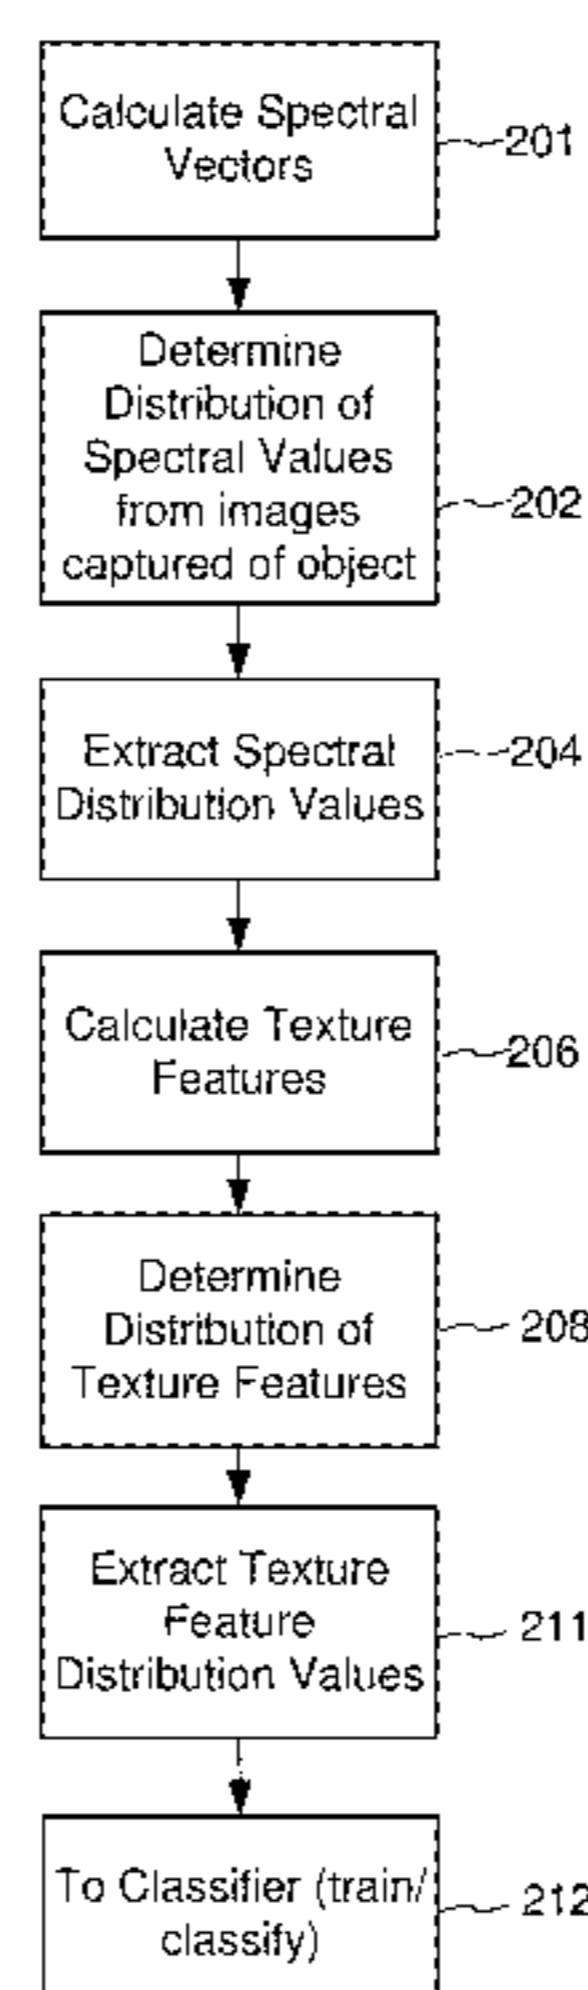 Calculate Spectral
Vectors
201
Determine
Distribution of
Spectral Values
from images
captured of object
202
Extract Spectral
Distribution Values
204
Calculate Texture
Features
206
Determine
Distribution of
Texture Features
208
Extract Texture
Feature
Distribution Values
211
To Classifier (train/
classify)
212